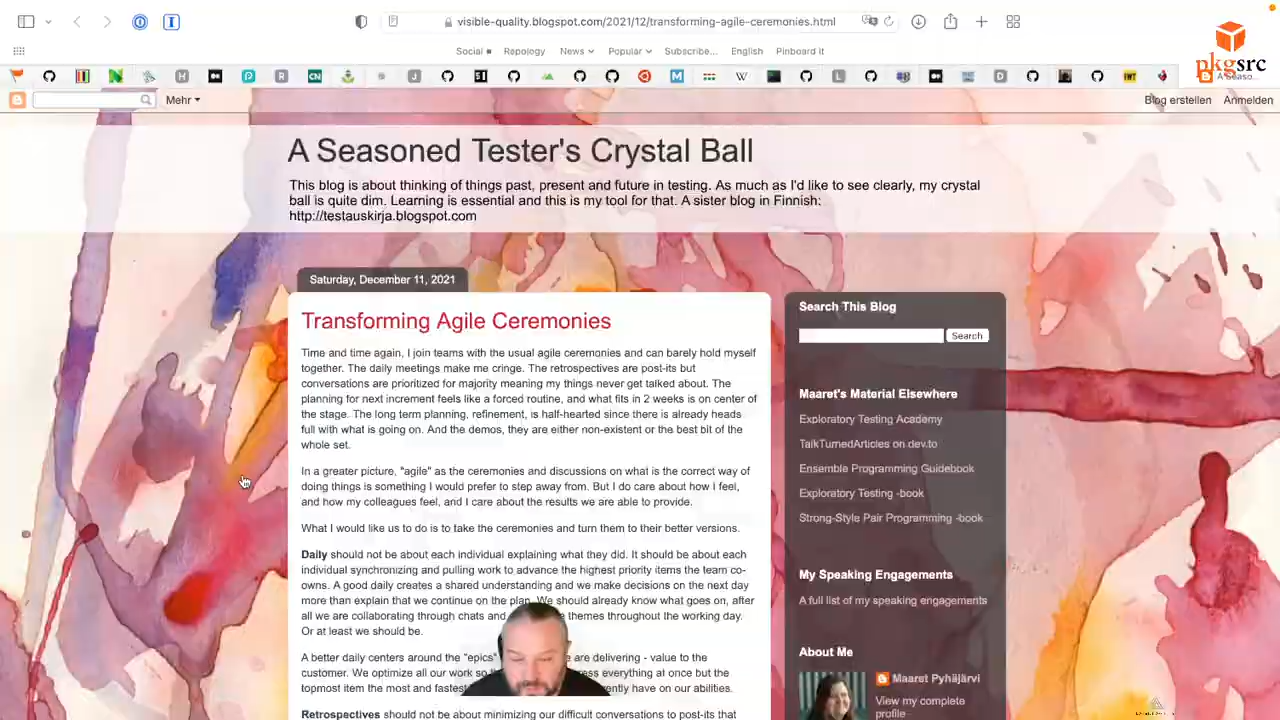 visible-quality.blogspot.com/2021/12/transforming-agile-ceremonies.html
Social Repology News Popular Subscribe... English Pinboard it
pkgsrc
Mehr
Blog erstellen Anmelden
A Seasoned Tester's Crystal Ball
This blog is about thinking of things past, present and future in testing. As much as I'd like to see clearly, my crystal
ball is quite dim. Learning is essential and this is my tool for that. A sister blog in Finnish:
http://testauskirja.blogspot.com
Saturday, December 11, 2021
Transforming Agile Ceremonies
Time and time again, I join teams with the usual agile ceremonies and can barely hold myself
together. The daily meetings make me cringe. The retrospectives are post-its but
conversations are prioritized for majority meaning my things never get talked about. The
planning for next increment feels like a forced routine, and what fits in 2 weeks is on center of
the stage. The long term planning, refinement, is half-hearted since there is already heads
full with what is going on. And the demos, they are either non-existent or the best bit of the
whole set.
In a greater picture, "agile" as the ceremonies and discussions on what is the correct way of
doing things is something I would prefer to step away from. But I do care about how I feel,
and how my colleagues feel, and I care about the results we are able to provide.
What I would like us to do is to take the ceremonies and turn them to their better versions.
Daily should not be about each individual explaining what they did. It should be about each
individual synchronizing and pulling work to advance the highest priority items the team co-
owns. A good daily creates a shared understanding and we make decisions on the next day
more than explain that we continue on the plan. We should already know what goes on, after
all we are collaborating through chats and themes throughout the working day.
Or at least we should be.
A better daily centers around the "epics" are delivering - value to the
customer. We optimize all our work so everything at once but the
topmost item the most and fastest have on our abilities.
Retrospectives should not be about minimizing our difficult conversations to post-its that
Search This Blog
Search
Maaret's Material Elsewhere
Exploratory Testing Academy
TalkTurnedArticles on dev.to
Ensemble Programming Guidebook
Exploratory Testing -book
Strong-Style Pair Programming -book
My Speaking Engagements
A full list of my speaking engagements
About Me
Maaret Pyhäjärvi
View my complete
profile